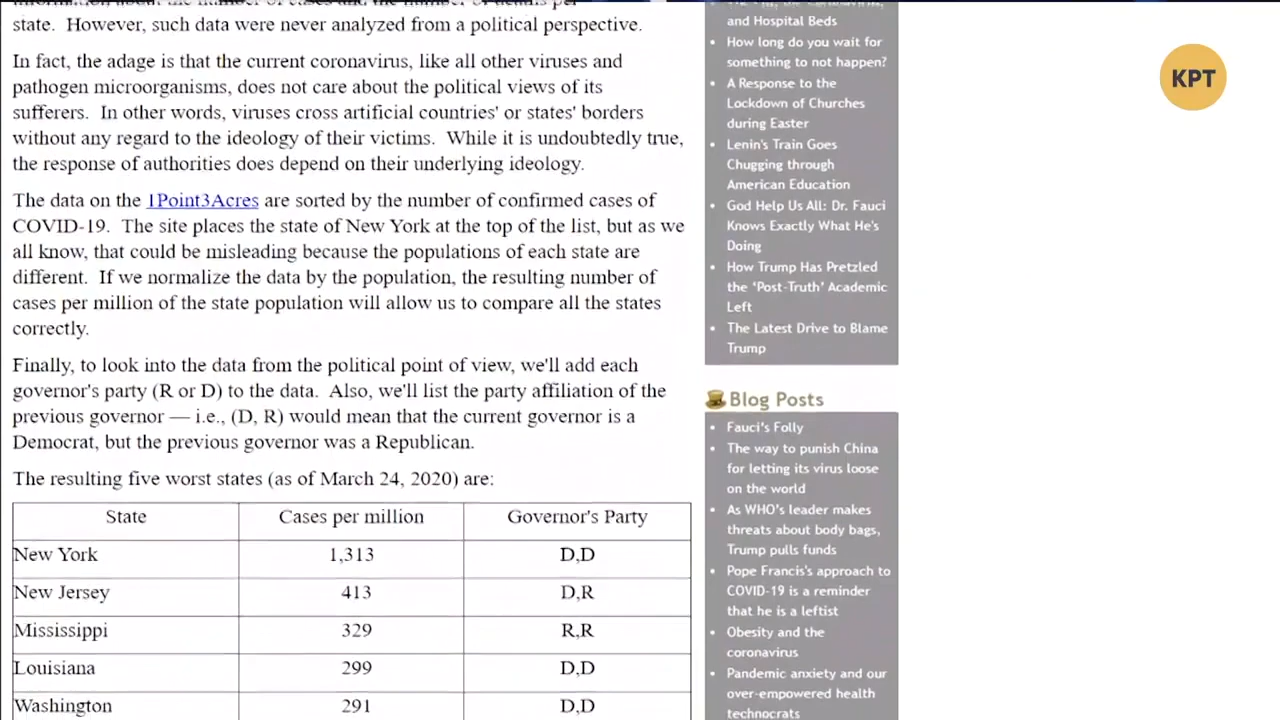 state.  However, such data were never analyzed from a political perspective.
In fact, the adage is that the current coronavirus, like all other viruses and
pathogen microorganisms, does not care about the political views of its
sufferers.  In other words, viruses cross artificial countries' or states' borders
without any regard to the ideology of their victims.  While it is undoubtedly true,
the response of authorities does depend on their underlying ideology.
The data on the 1Point3Acres are sorted by the number of confirmed cases of
COVID-19.  The site places the state of New York at the top of the list, but as we
all know, that could be misleading because the populations of each state are
different.  If we normalize the data by the population, the resulting number of
cases per million of the state population will allow us to compare all the states
correctly.
Finally, to look into the data from the political point of view, we'll add each
governor's party (R or D) to the data.  Also, we'll list the party affiliation of the
previous governor — i.e., (D, R) would mean that the current governor is a
Democrat, but the previous governor was a Republican.
The resulting five worst states (as of March 24, 2020) are:
State Cases per million Governor's Party
New York 1,313 D,D
New Jersey 413 D,R
Mississippi 329 R,R
Louisiana 299 D,D
Washington 291 D,D
and Hospital Beds
How long do you wait for
something to not happen?
A Response to the
Lockdown of Churches
during Easter
Lenin's Train Goes
Chugging through
American Education
God Help Us All: Dr. Fauci
Knows Exactly What He's
Doing
How Trump Has Pretzled
the 'Post-Truth' Academic
Left
The Latest Drive to Blame
Trump
Blog Posts
Fauci's Folly
The way to punish China
for letting its virus loose
on the world
As WHO's leader makes
threats about body bags,
Trump pulls funds
Pope Francis's approach to
COVID-19 is a reminder
that he is a leftist
Obesity and the
coronavirus
Pandemic anxiety and our
over-empowered health
technocrats
KPT